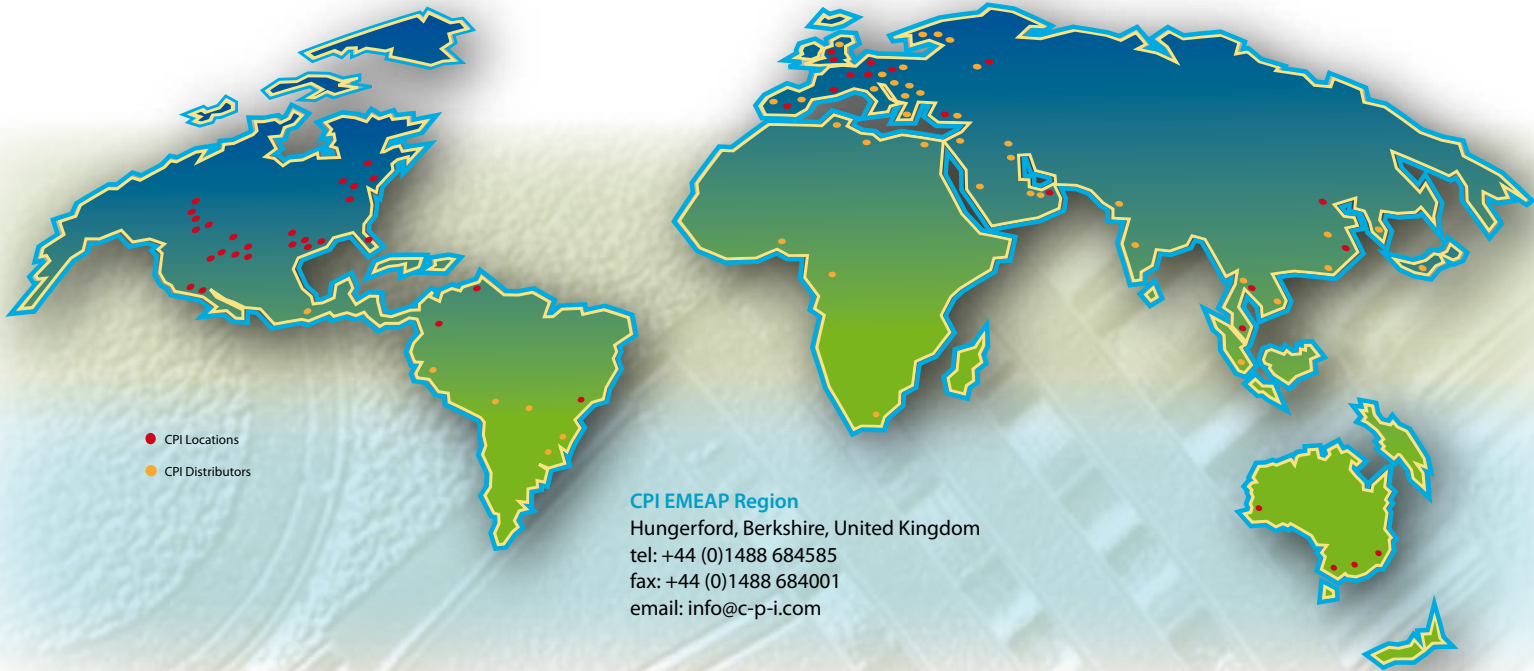 CPI Locations
CPI Distributors
CPI EMEAP Region
Hungerford, Berkshire, United Kingdom
tel: +44 (0)1488 684585
fax: +44 (0)1488 684001
email: info@c-p-i.com